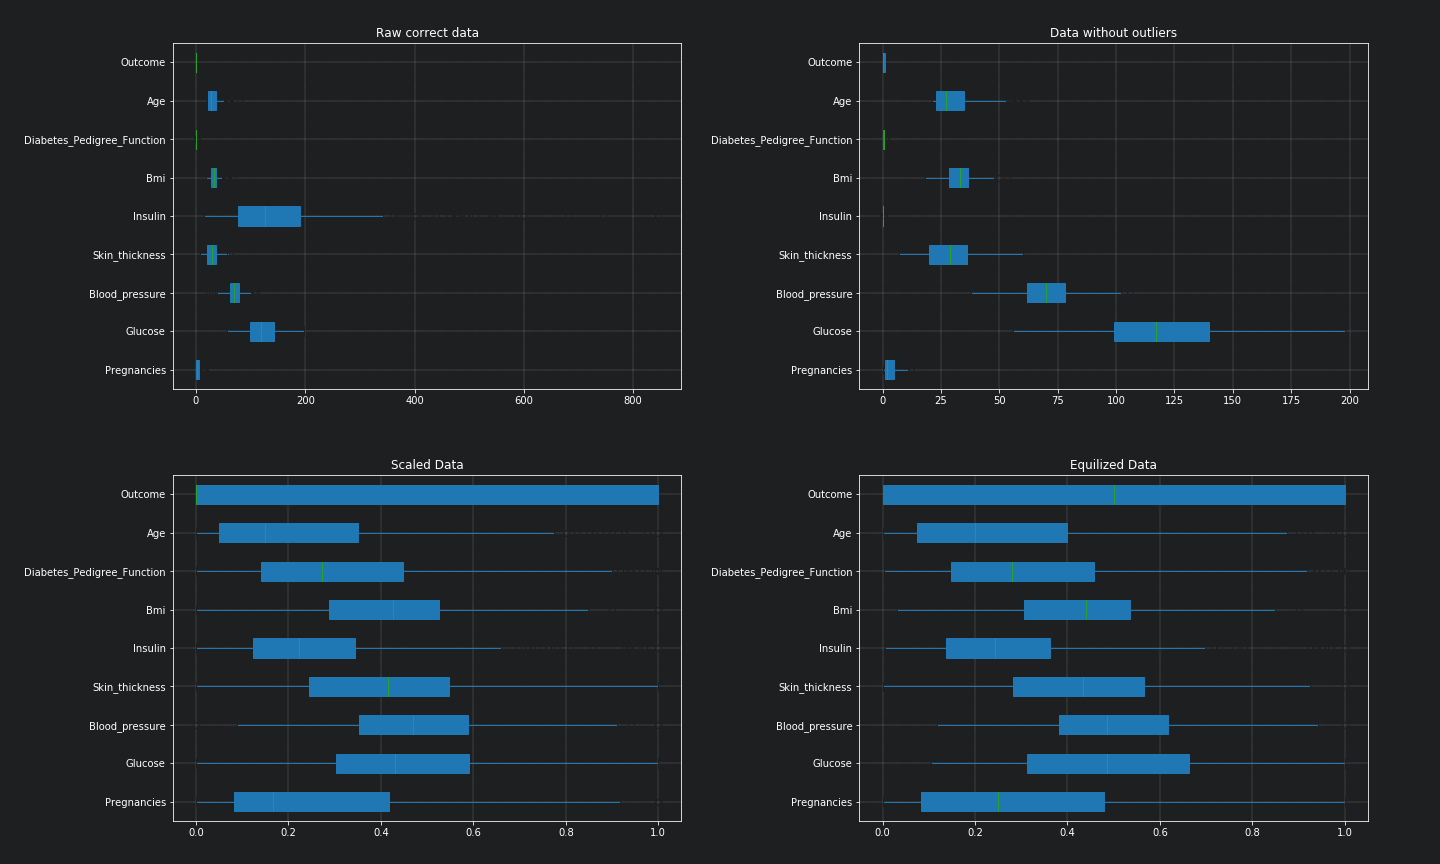 Raw correct data
Outcome
Age
Diabetes_Pedigree_Function
Bmi
Insulin
Skin_thickness
Blood_pressure
Glucose
Pregnancies
0 200 400 600 800
Data without outliers
Outcome
Age
Diabetes_Pedigree_Function
Bmi
Insulin
Skin_thickness
Blood_pressure
Glucose
Pregnancies
0 25 50 75 100 125 150 175 200
Scaled Data
Outcome
Age
Diabetes_Pedigree_Function
Bmi
Insulin
Skin_thickness
Blood_pressure
Glucose
Pregnancies
0.0 0.2 0.4 0.6 0.8 1.0
Equilized Data
Outcome
Age
Diabetes_Pedigree_Function
Bmi
Insulin
Skin_thickness
Blood_pressure
Glucose
Pregnancies
0.0 0.2 0.4 0.6 0.8 1.0